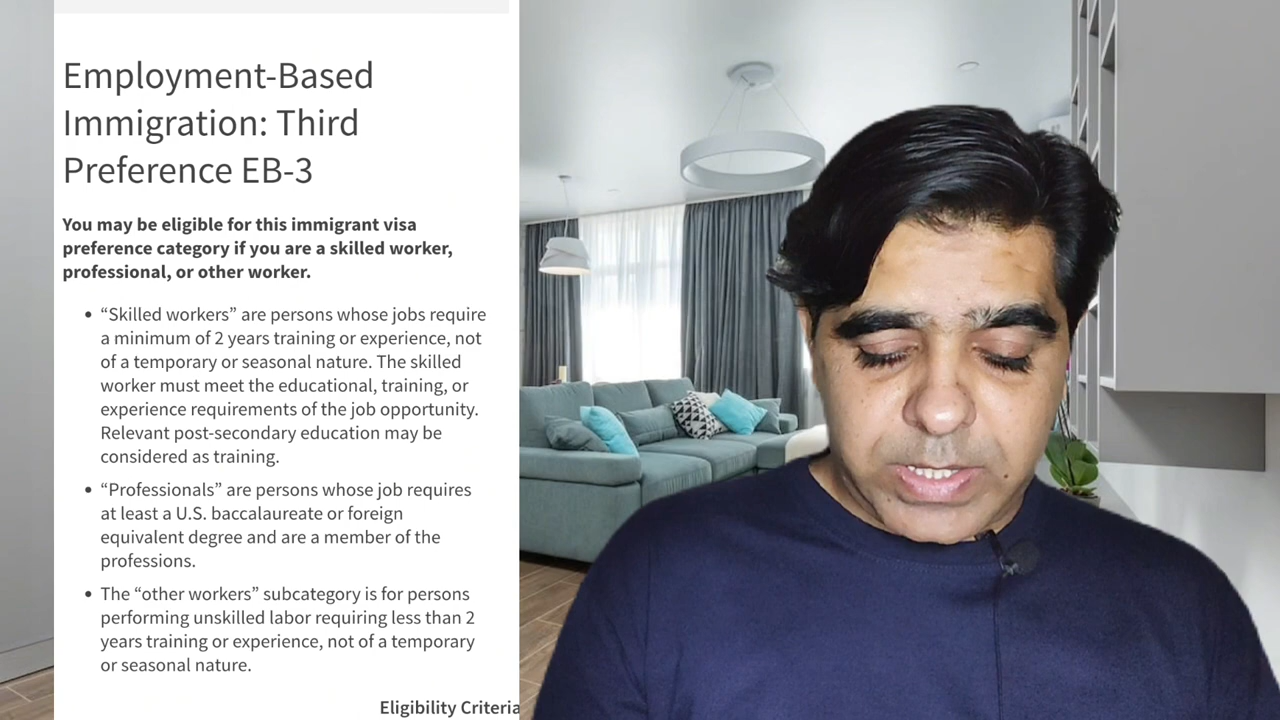 Employment-Based
Immigration: Third
Preference EB-3
You may be eligible for this immigrant visa
preference category if you are a skilled worker,
professional, or other worker.
• “Skilled workers” are persons whose jobs require
a minimum of 2 years training or experience, not
of a temporary or seasonal nature. The skilled
worker must meet the educational, training, or
experience requirements of the job opportunity.
Relevant post-secondary education may be
considered as training.
• “Professionals” are persons whose job requires
at least a U.S. baccalaureate or foreign
equivalent degree and are a member of the
professions.
• The “other workers” subcategory is for persons
performing unskilled labor requiring less than 2
years training or experience, not of a temporary
or seasonal nature.
Eligibility Criteria